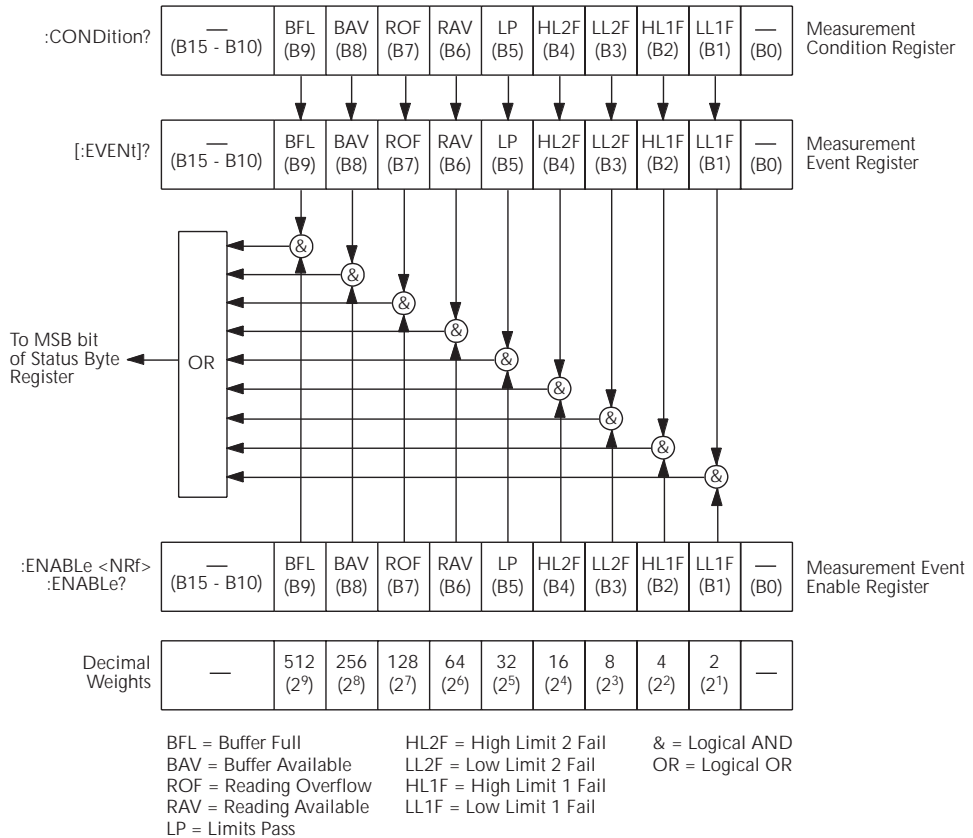 :CONDition? — (B15 - B10) BFL (B9) BAV (B8) ROF (B7) RAV (B6) LP (B5) HL2F (B4) LL2F (B3) HL1F (B2) LL1F (B1) — (B0) Measurement Condition Register
[:EVENt]? — (B15 - B10) BFL (B9) BAV (B8) ROF (B7) RAV (B6) LP (B5) HL2F (B4) LL2F (B3) HL1F (B2) LL1F (B1) — (B0) Measurement Event Register
&
&
&
&
&
&
&
&
&
To MSB bit
of Status Byte
Register
OR
:ENABLe <NRf>
:ENABLe?
— (B15 - B10) BFL (B9) BAV (B8) ROF (B7) RAV (B6) LP (B5) HL2F (B4) LL2F (B3) HL1F (B2) LL1F (B1) — (B0) Measurement Event Enable Register
Decimal
Weights
— 512 (2⁹) 256 (2⁸) 128 (2⁷) 64 (2⁶) 32 (2⁵) 16 (2⁴) 8 (2³) 4 (2²) 2 (2¹) —
BFL = Buffer Full
BAV = Buffer Available
ROF = Reading Overflow
RAV = Reading Available
LP = Limits Pass
HL2F = High Limit 2 Fail
LL2F = Low Limit 2 Fail
HL1F = High Limit 1 Fail
LL1F = Low Limit 1 Fail
& = Logical AND
OR = Logical OR